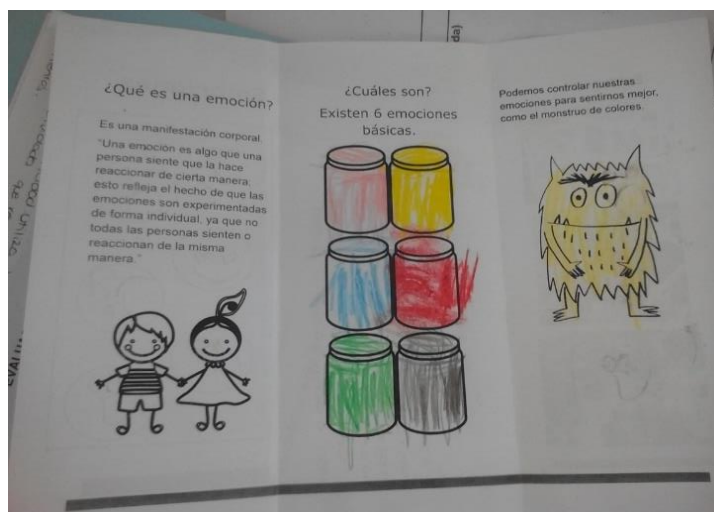 ¿Qué es una emoción?
Es una manifestación corporal.
"Una emoción es algo que una
persona siente que la hace
reaccionar de cierta manera;
esto refleja el hecho de que las
emociones son experimentadas
de forma individual, ya que no
todas las personas sienten o
reaccionan de la misma
manera."
¿Cuáles son?
Existen 6 emociones
básicas.
Podemos controlar nuestras
emociones para sentirnos mejor,
como el monstruo de colores.
da)